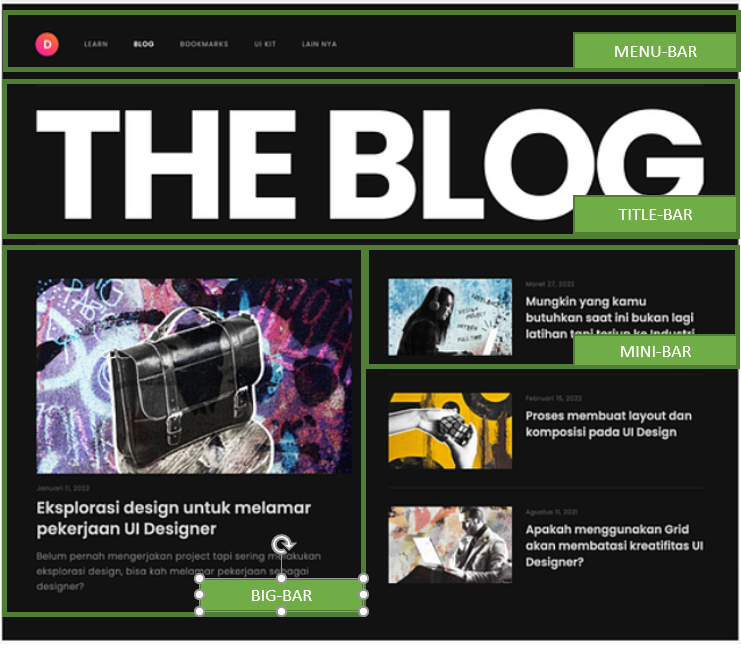 D LEARN BLOG BOOKMARKS UI KIT LAIN NYA
MENU-BAR
THE BLOG
TITLE-BAR
Januari 11, 2022
Eksplorasi design untuk melamar
pekerjaan UI Designer
Belum pernah mengerjakan project tapi sering melakukan
eksplorasi design, bisa kah melamar pekerjaan sebagai
designer?
BIG-BAR
Maret 27, 2022
Mungkin yang kamu
butuhkan saat ini bukan lagi
latihan tapi terjun ke Industri
MINI-BAR
Februari 15, 2022
Proses membuat layout dan
komposisi pada UI Design
Agustus 11, 2021
Apakah menggunakan Grid
akan membatasi kreatifitas UI
Designer?